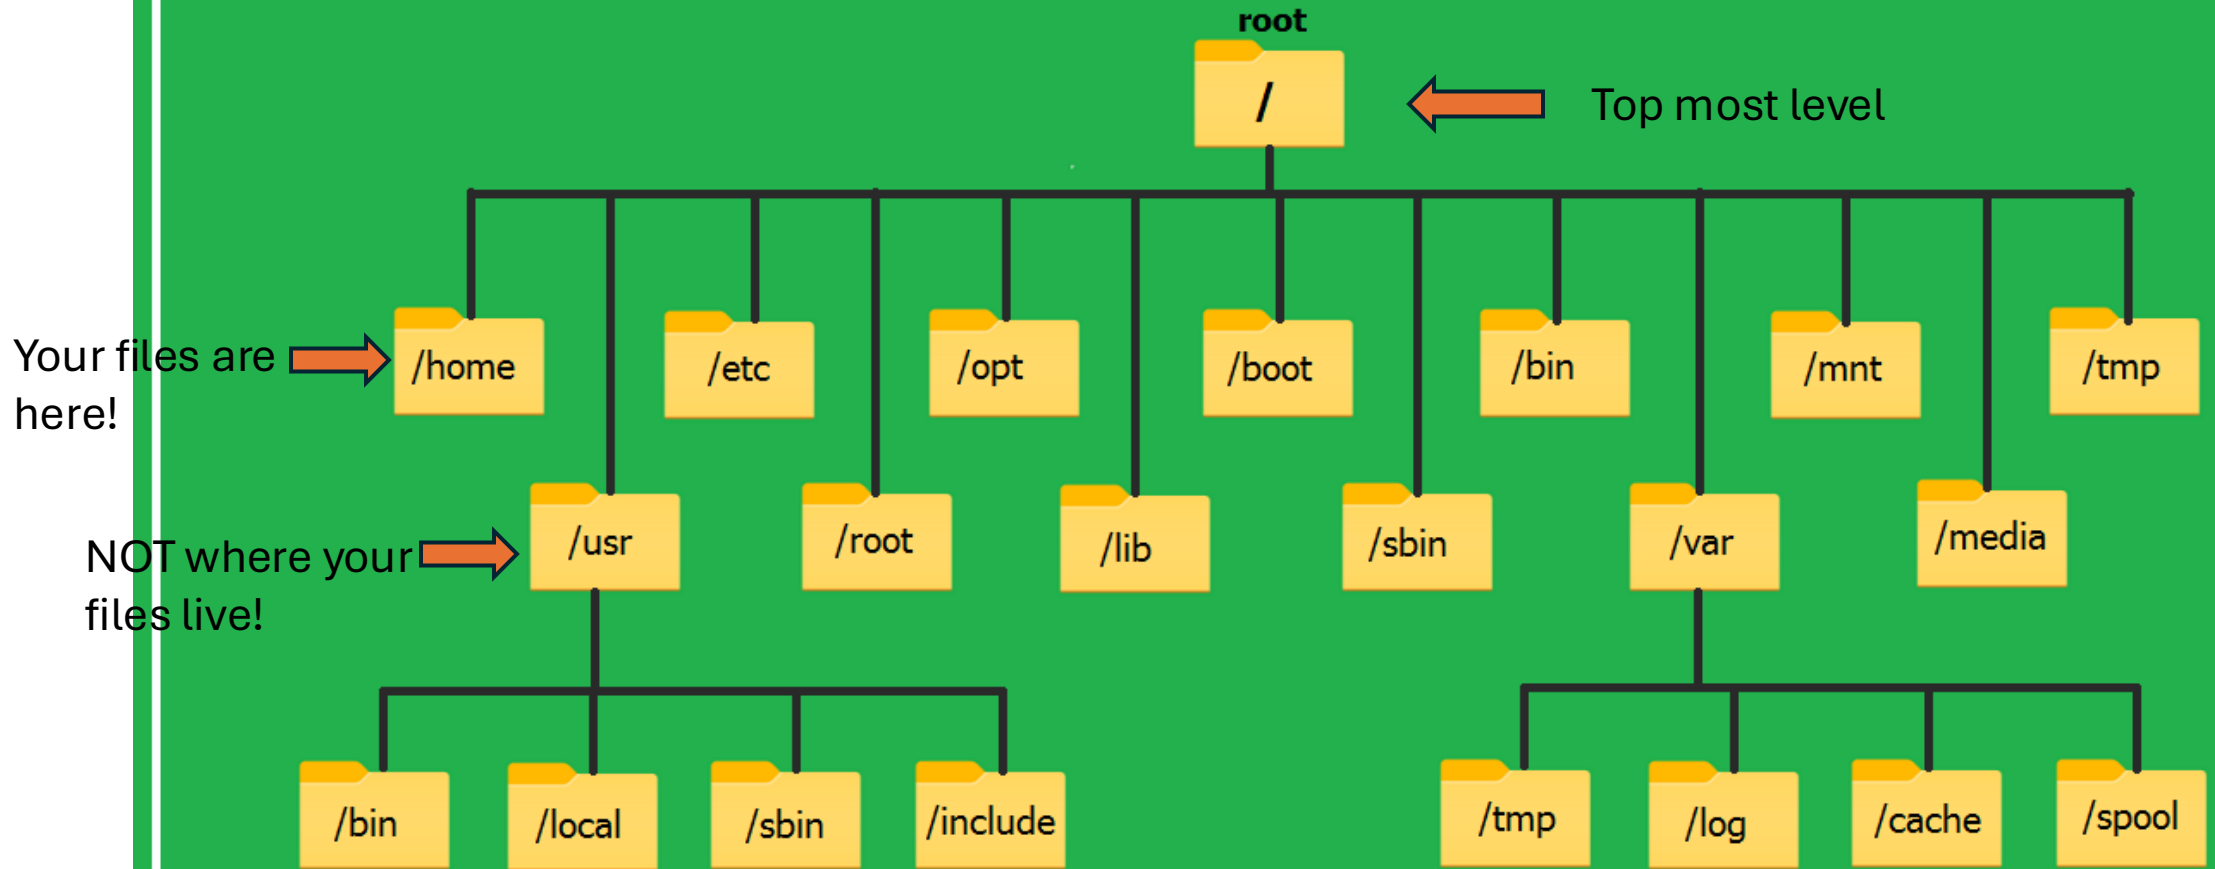 root
/
Top most level
Your files are
here!
/home
/etc
/opt
/boot
/bin
/mnt
/tmp
NOT where your
files live!
/usr
/root
/lib
/sbin
/var
/media
/bin
/local
/sbin
/include
/tmp
/log
/cache
/spool